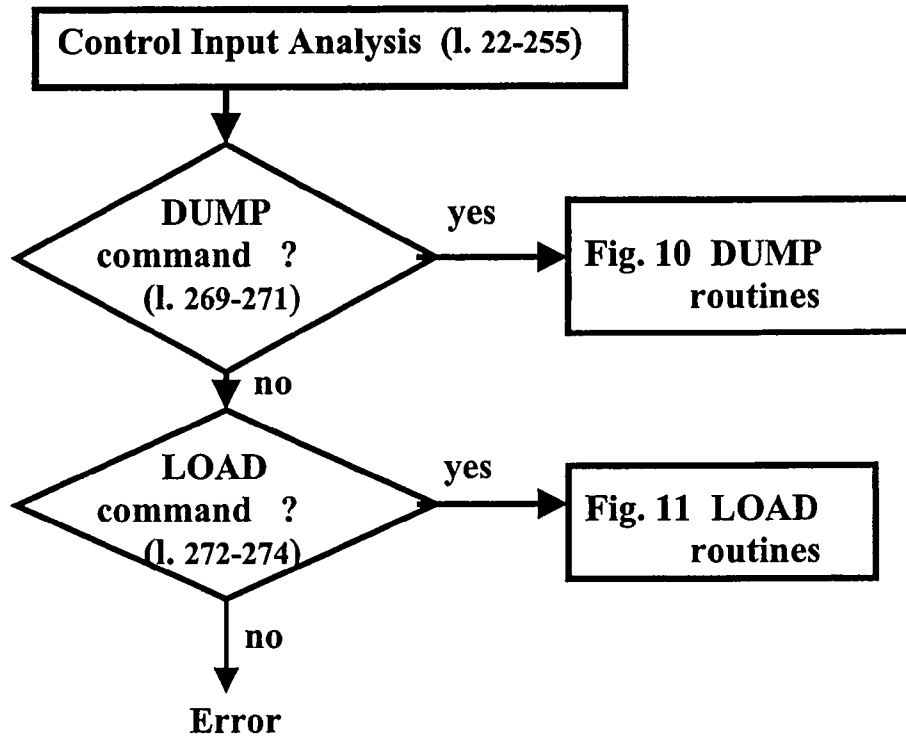 Control Input Analysis (l. 22-255)
DUMP
command ?
(l. 269-271)
yes
Fig. 10 DUMP
routines
no
LOAD
command ?
(l. 272-274)
yes
Fig. 11 LOAD
routines
no
Error